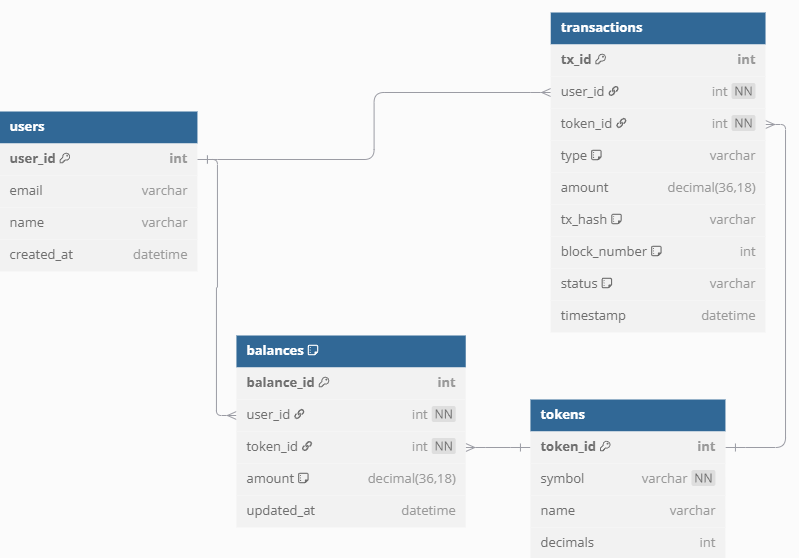 transactions
tx_id int
user_id int NN
token_id int NN
type varchar
amount decimal(36,18)
tx_hash varchar
block_number int
status varchar
timestamp datetime
users
user_id int
email varchar
name varchar
created_at datetime
balances
balance_id int
user_id int NN
token_id int NN
amount decimal(36,18)
updated_at datetime
tokens
token_id int
symbol varchar NN
name varchar
decimals int